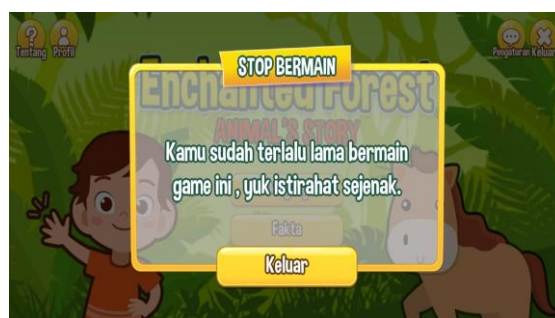 Tentang Profil
Pengaturan Keluar
STOP BERMAIN
Enchanted Forest
ANIMAL'S STORY
Kamu sudah terlalu lama bermain
game ini , yuk istirahat sejenak.
Fakta
Keluar